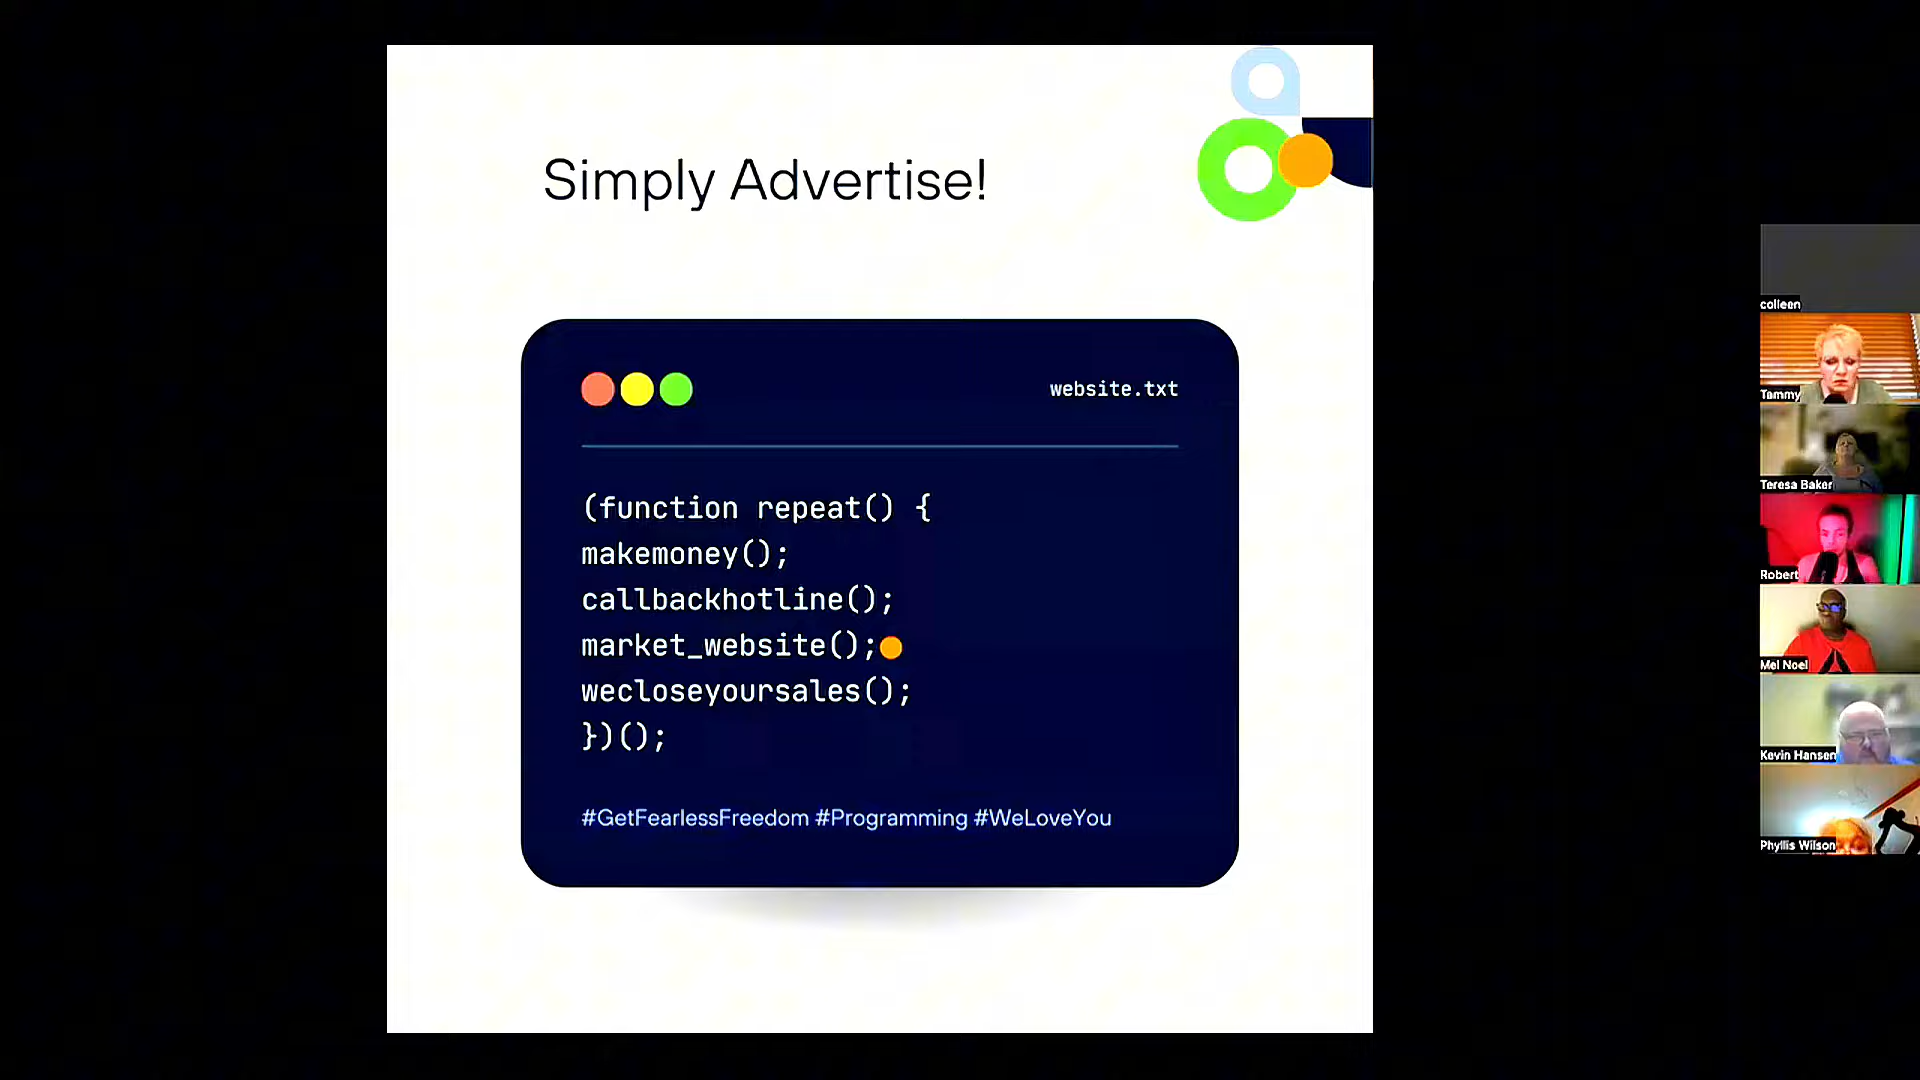 Simply Advertise!
website.txt
(function repeat() {
makemoney();
callbackhotline();
market_website();
wecloseyoursales();
})();
#GetFearlessFreedom #Programming #WeLoveYou
colleen
Tammy
Teresa Baker
Robert
Mel Noel
Kevin Hansen
Phyllis Wilson